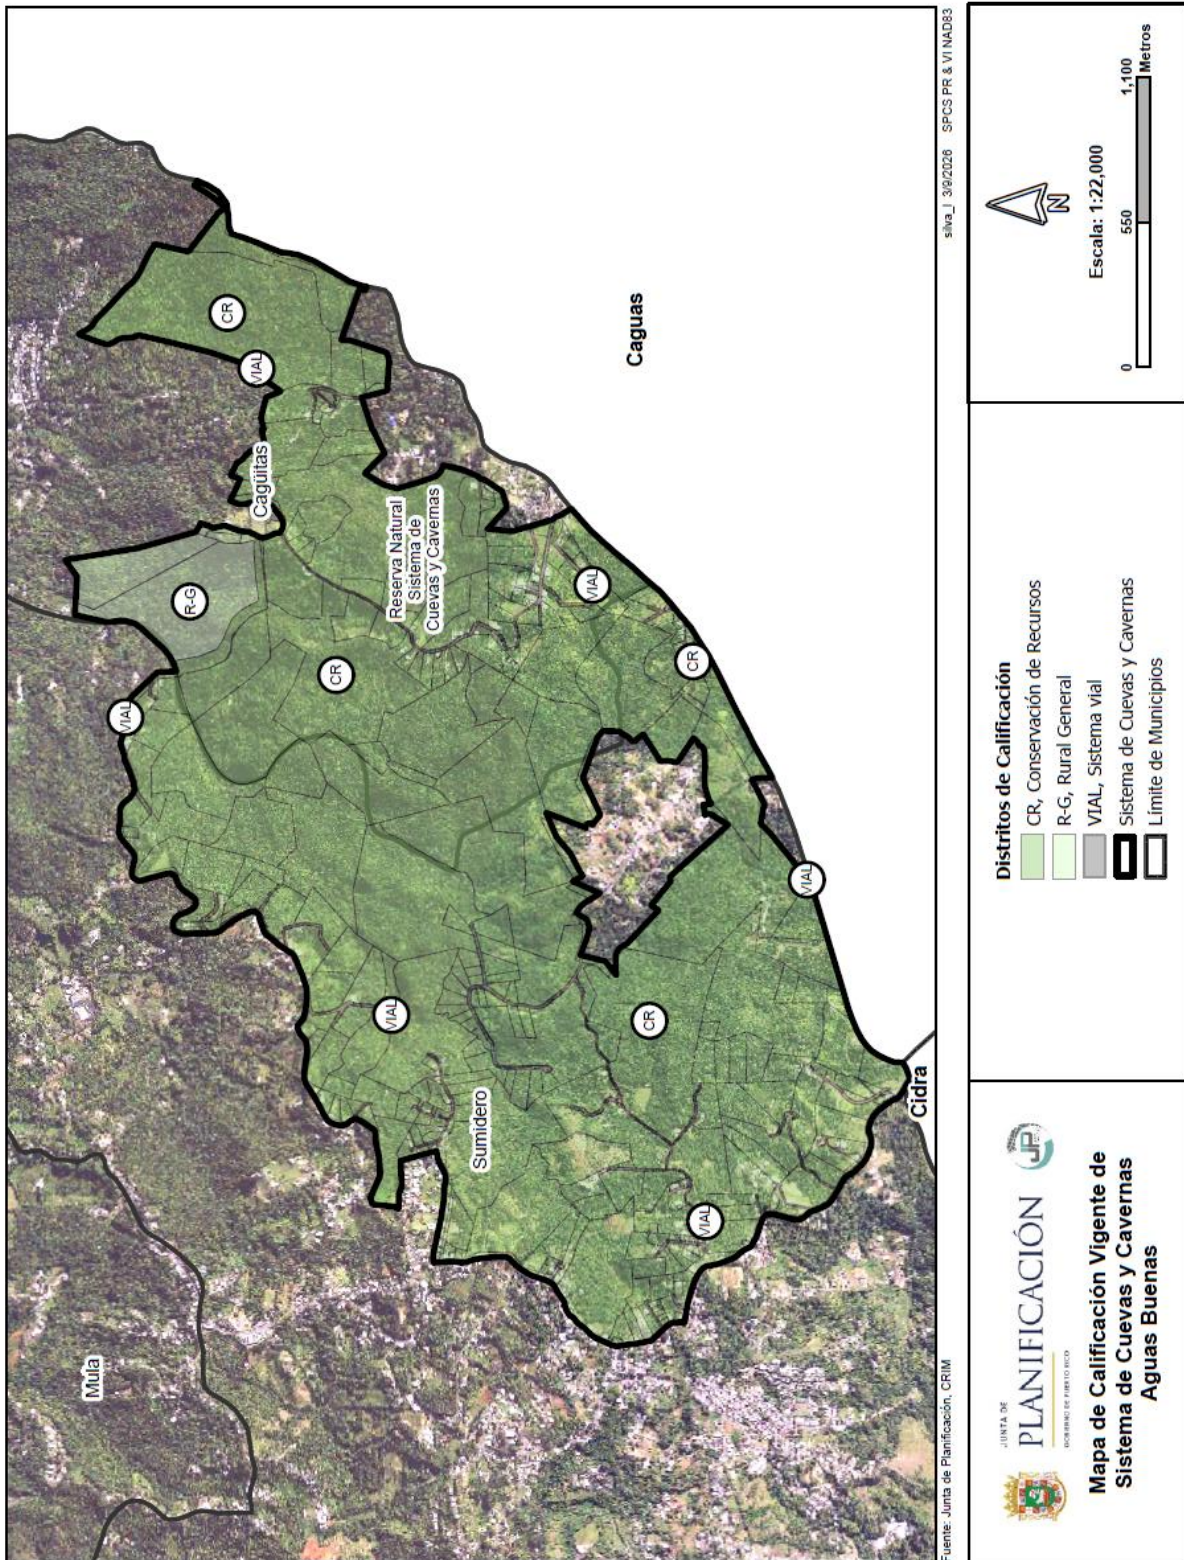 Mula
Sumidero
Cagüitas
Reserva Natural
Sistema de
Cuevas y Cavernas
Caguas
Cidra
VIAL
VIAL
VIAL
VIAL
VIAL
VIAL
CR
CR
CR
CR
R-G
Fuente: Junta de Planificación, CRIM
silva_l 3/9/2026 SPCS PR & VI NAD83
JUNTA DE
PLANIFICACIÓN
GOBIERNO DE PUERTO RICO
JP
Mapa de Calificación Vigente de
Sistema de Cuevas y Cavernas
Aguas Buenas
Distritos de Calificación
CR, Conservación de Recursos
R-G, Rural General
VIAL, Sistema vial
Sistema de Cuevas y Cavernas
Límite de Municipios
N
Escala: 1:22,000
0 550 1,100
Metros